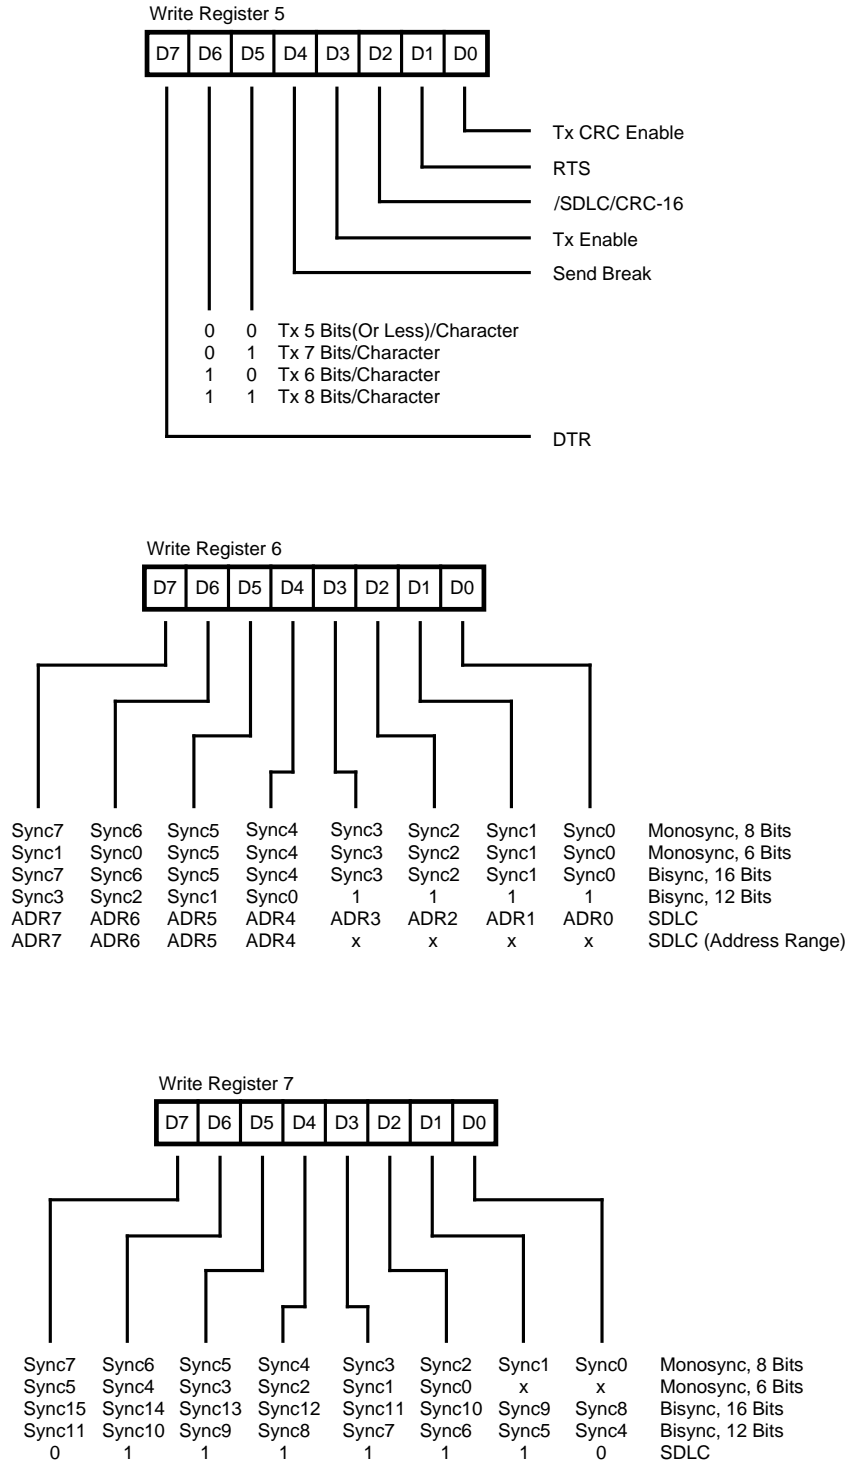 Write Register 5
D7 D6 D5 D4 D3 D2 D1 D0
Tx CRC Enable
RTS
/SDLC/CRC-16
Tx Enable
Send Break
0 0 Tx 5 Bits(Or Less)/Character
0 1 Tx 7 Bits/Character
1 0 Tx 6 Bits/Character
1 1 Tx 8 Bits/Character
DTR
Write Register 6
D7 D6 D5 D4 D3 D2 D1 D0
Sync7 Sync6 Sync5 Sync4 Sync3 Sync2 Sync1 Sync0 Monosync, 8 Bits
Sync1 Sync0 Sync5 Sync4 Sync3 Sync2 Sync1 Sync0 Monosync, 6 Bits
Sync7 Sync6 Sync5 Sync4 Sync3 Sync2 Sync1 Sync0 Bisync, 16 Bits
Sync3 Sync2 Sync1 Sync0 1 1 1 1 Bisync, 12 Bits
ADR7 ADR6 ADR5 ADR4 ADR3 ADR2 ADR1 ADR0 SDLC
ADR7 ADR6 ADR5 ADR4 x x x x SDLC (Address Range)
Write Register 7
D7 D6 D5 D4 D3 D2 D1 D0
Sync7 Sync6 Sync5 Sync4 Sync3 Sync2 Sync1 Sync0 Monosync, 8 Bits
Sync5 Sync4 Sync3 Sync2 Sync1 Sync0 x x Monosync, 6 Bits
Sync15 Sync14 Sync13 Sync12 Sync11 Sync10 Sync9 Sync8 Bisync, 16 Bits
Sync11 Sync10 Sync9 Sync8 Sync7 Sync6 Sync5 Sync4 Bisync, 12 Bits
0 1 1 1 1 1 1 0 SDLC